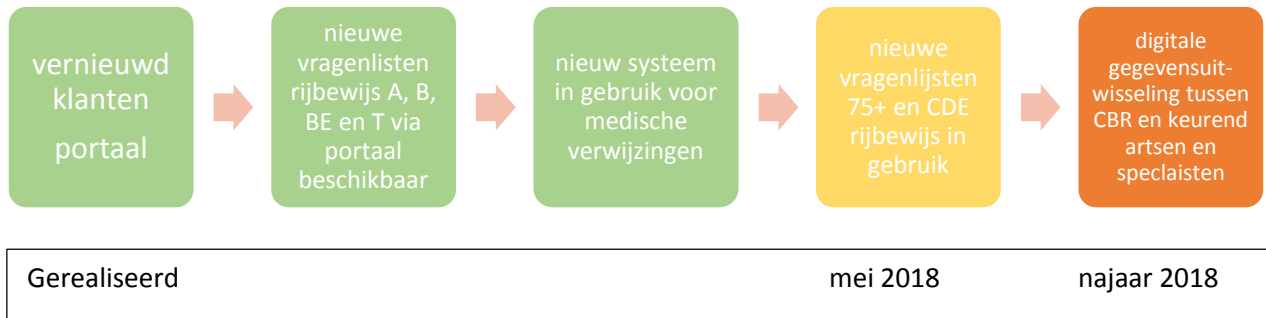 vernieuwd
klanten
portaal
nieuwe
vragenlisten
rijbewijs A, B,
BE en T via
portaal
beschikbaar
nieuw systeem
in gebruik voor
medische
verwijzingen
nieuwe
vragenlijsten
75+ en CDE
rijbewijs in
gebruik
digitale
gegevensuit-
wisseling tussen
CBR en keurend
artsen en
speclaisten
Gerealiseerd
mei 2018
najaar 2018